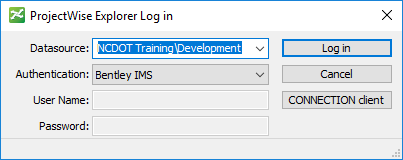 ProjectWise Explorer Log in
Datasource: NCDOT Training\Development Log in
Authentication: Bentley IMS Cancel
User Name: CONNECTION client
Password: